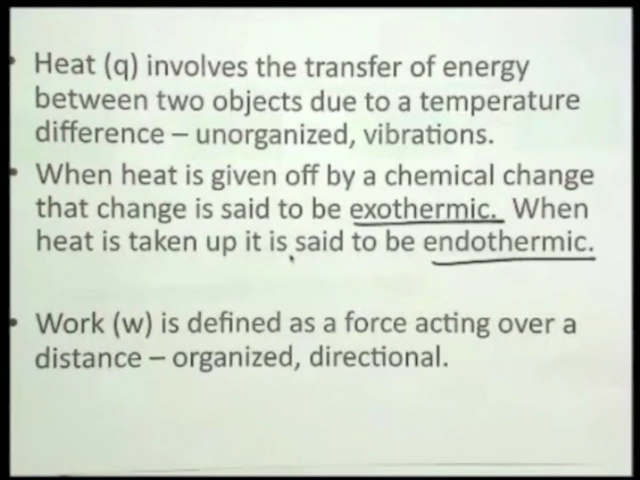 • Heat (q) involves the transfer of energy
between two objects due to a temperature
difference – unorganized, vibrations.
• When heat is given off by a chemical change
that change is said to be exothermic. When
heat is taken up it is said to be endothermic.
• Work (w) is defined as a force acting over a
distance – organized, directional.